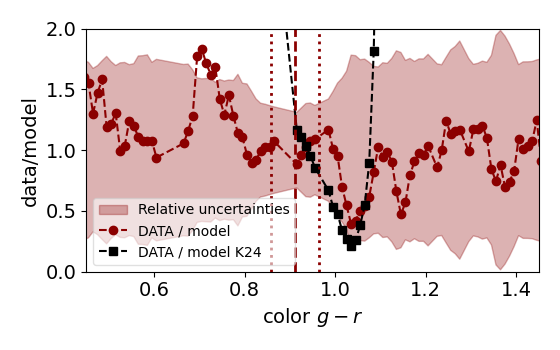 2.0
1.5
1.0
0.5
0.0
data/model
Relative uncertainties
DATA / model
DATA / model K24
0.6 0.8 1.0 1.2 1.4
color g − r